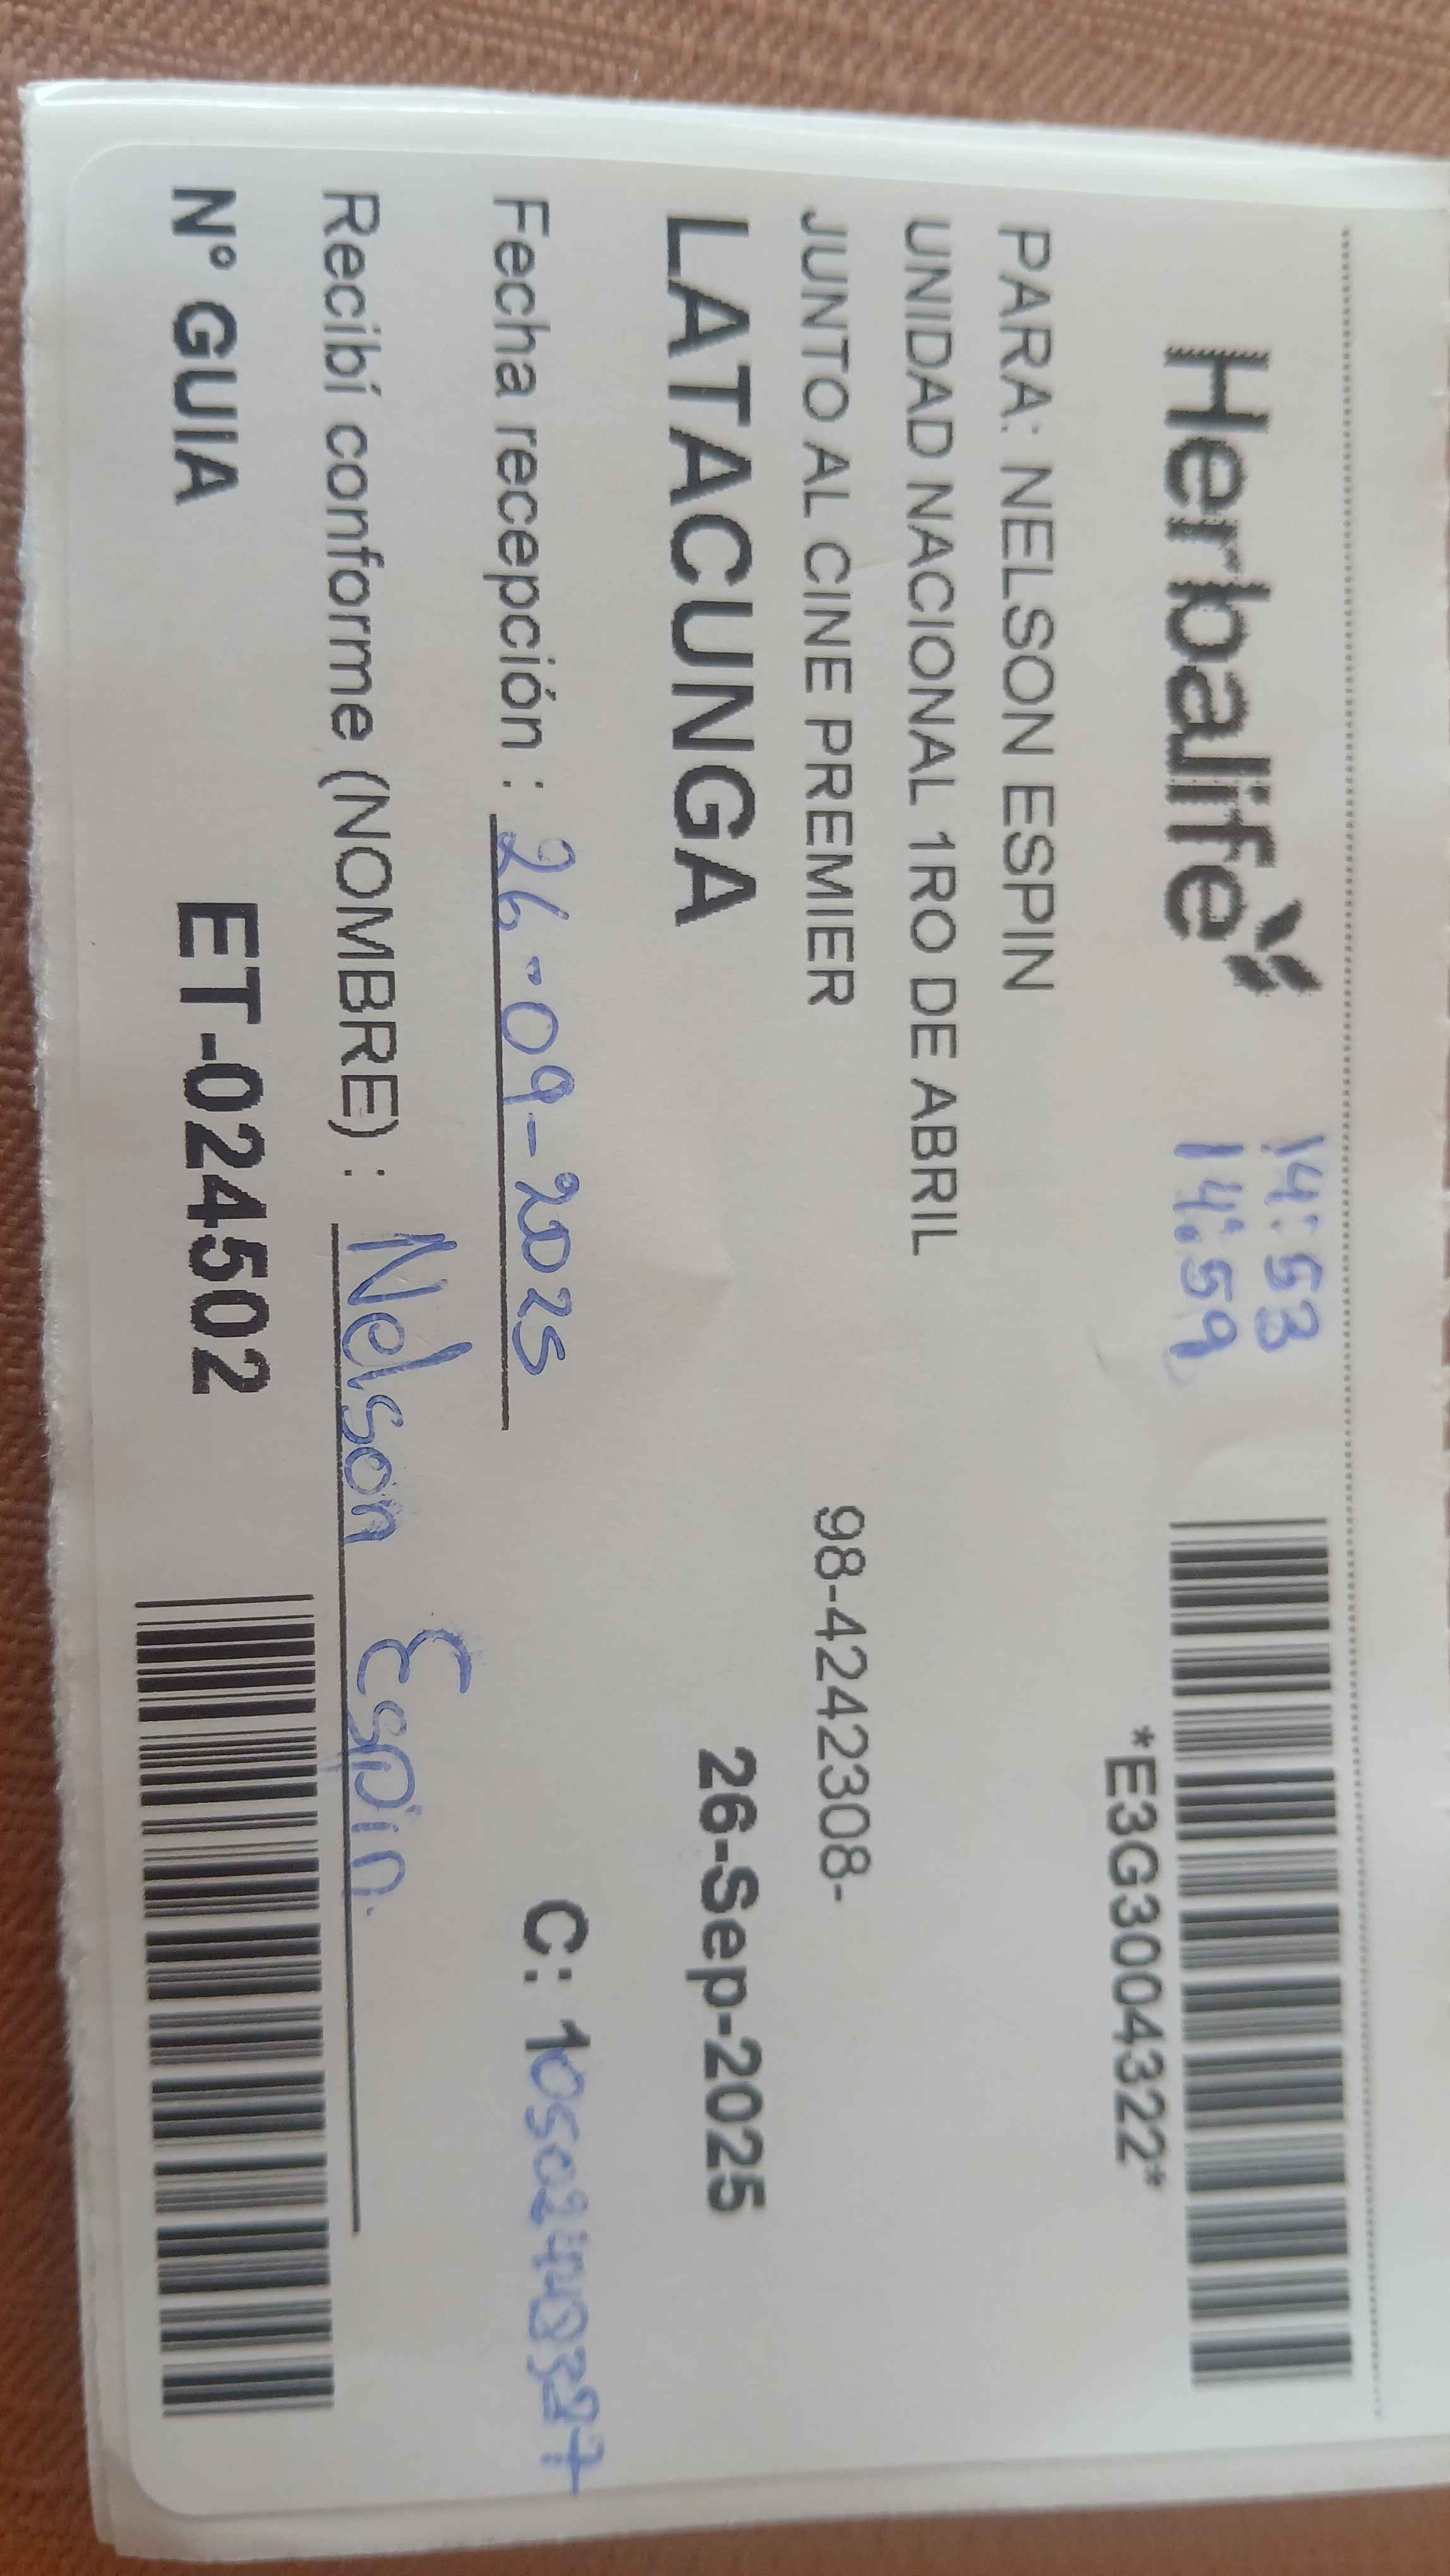 Herbalife
14:53
14:59
*E3G3004322*
PARA: NELSON ESPIN
UNIDAD NACIONAL 1RO DE ABRIL
JUNTO AL CINE PREMIER 98-4242308-
LATACUNGA 26-Sep-2025
Fecha recepción : 26-09-2025 C: 1
Recibí conforme (NOMBRE) : Nelson Espin.
N° GUIA ET-024502